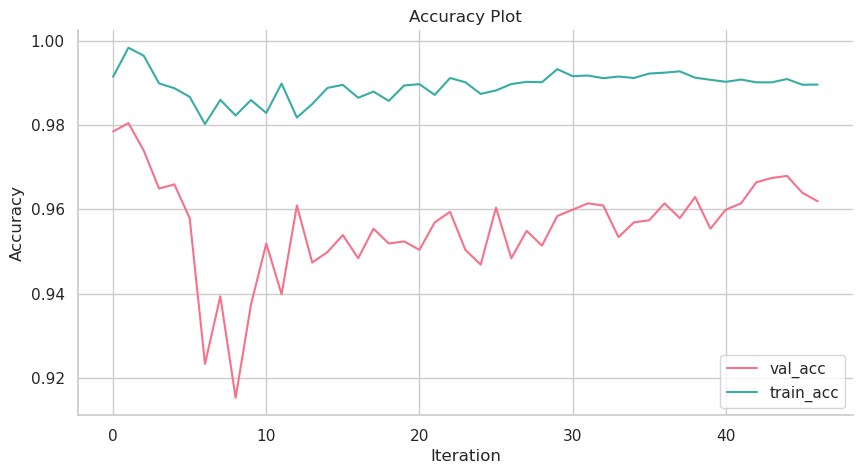 Accuracy Plot
1.00
0.98
0.96
0.94
0.92
Accuracy
0 10 20 30 40
Iteration
val_acc
train_acc